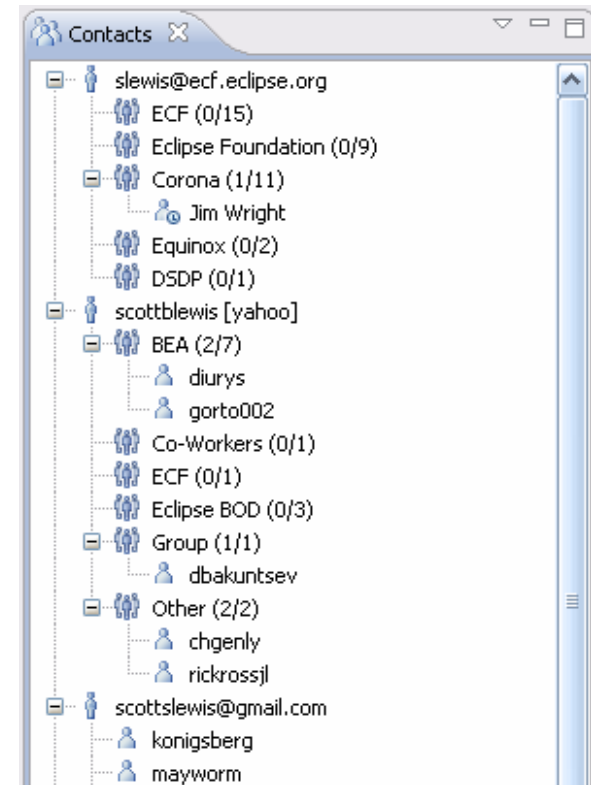 Contacts
slewis@ecf.eclipse.org
ECF (0/15)
Eclipse Foundation (0/9)
Corona (1/11)
Jim Wright
Equinox (0/2)
DSDP (0/1)
scottblewis [yahoo]
BEA (2/7)
diurys
gorto002
Co-Workers (0/1)
ECF (0/1)
Eclipse BOD (0/3)
Group (1/1)
dbakuntsev
Other (2/2)
chgenly
rickrossjl
scottslewis@gmail.com
konigsberg
mayworm